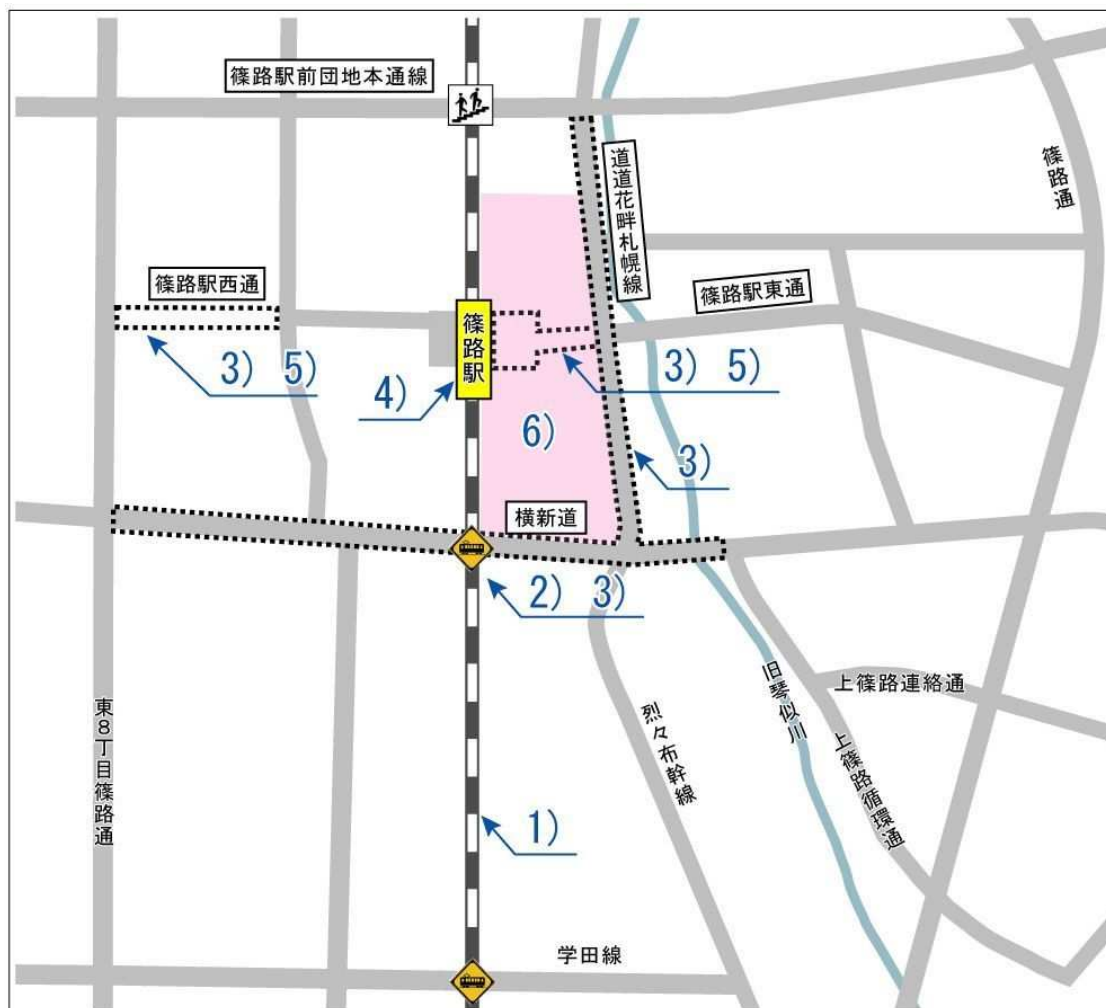 篠路駅前団地本通線
道道花畔札幌線
篠路通
篠路駅西通
篠路駅
篠路駅東通
3) 5)
4)
3) 5)
6)
3)
横新道
2) 3)
東8丁目篠路通
烈々布幹線
旧琴似川
上篠路連絡通
上篠路循環通
1)
学田線